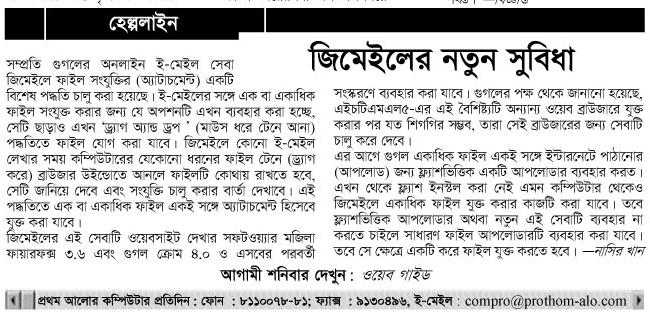 হেল্পলাইন
জিমেইলের নতুন সুবিধা
সম্প্রতি গুগলের অনলাইন ই-মেইল সেবা
জিমেইলে ফাইল সংযুক্তির (অ্যাটাচমেন্ট) একটি
বিশেষ পদ্ধতি চালু করা হয়েছে। ই-মেইলের সঙ্গে এক বা একাধিক
ফাইল সংযুক্ত করার জন্য যে অপশনটি এখন ব্যবহার করা হচ্ছে,
সেটি ছাড়াও এখন 'ড্র্যাগ অ্যান্ড ড্রপ' (মাউস ধরে টেনে আনা)
পদ্ধতিতে ফাইল যোগ করা যাবে। জিমেইলে কোনো ই-মেইল
লেখার সময় কম্পিউটারের যেকোনো ধরনের ফাইল টেনে (ড্র্যাগ
করে) ব্রাউজার উইন্ডোতে আনলে ফাইলটি কোথায় রাখতে হবে,
সেটি জানিয়ে দেবে এবং সংযুক্তি চালু করার বার্তা দেখাবে। এই
পদ্ধতিতে এক বা একাধিক ফাইল একই সঙ্গে অ্যাটাচমেন্ট হিসেবে
যুক্ত করা যাবে।
জিমেইলের এই সেবাটি ওয়েবসাইট দেখার সফটওয়্যার মজিলা
ফায়ারফক্স ৩.৬ এবং গুগল ক্রোম ৪.০ ও এসবের পরবর্তী
সংস্করণে ব্যবহার করা যাবে। গুগলের পক্ষ থেকে জানানো হয়েছে,
এইচটিএমএল৫-এর এই বৈশিষ্ট্যটি অন্যান্য ওয়েব ব্রাউজারে যুক্ত
করার পর যত শিগগির সম্ভব, তারা সেই ব্রাউজারের জন্য সেবাটি
চালু করে দেবে।
এর আগে গুগল একাধিক ফাইল একই সঙ্গে ইন্টারনেটে পাঠানোর
(আপলোড) জন্য ফ্ল্যাশভিত্তিক একটি আপলোডার ব্যবহার করত।
এখন থেকে ফ্ল্যাশ ইনস্টল করা নেই এমন কম্পিউটার থেকেও
জিমেইলে একাধিক ফাইল যুক্ত করার কাজটি করা যাবে। তবে
ফ্ল্যাশভিত্তিক আপলোডার অথবা নতুন এই সেবাটি ব্যবহার না
করতে চাইলে সাধারণ ফাইল আপলোডারটি ব্যবহার করা যাবে।
তবে সে ক্ষেত্রে একটি করে ফাইল যুক্ত করতে হবে। —নাসির খান
আগামী শনিবার দেখুন : ওয়েব গাইড
প্রথম আলোর কম্পিউটার প্রতিদিন : ফোন : ৮১১০০৭৮-৮১; ফ্যাক্স : ৯১৩০৪৯৬, ই-মেইল : compro@prothom-alo.com